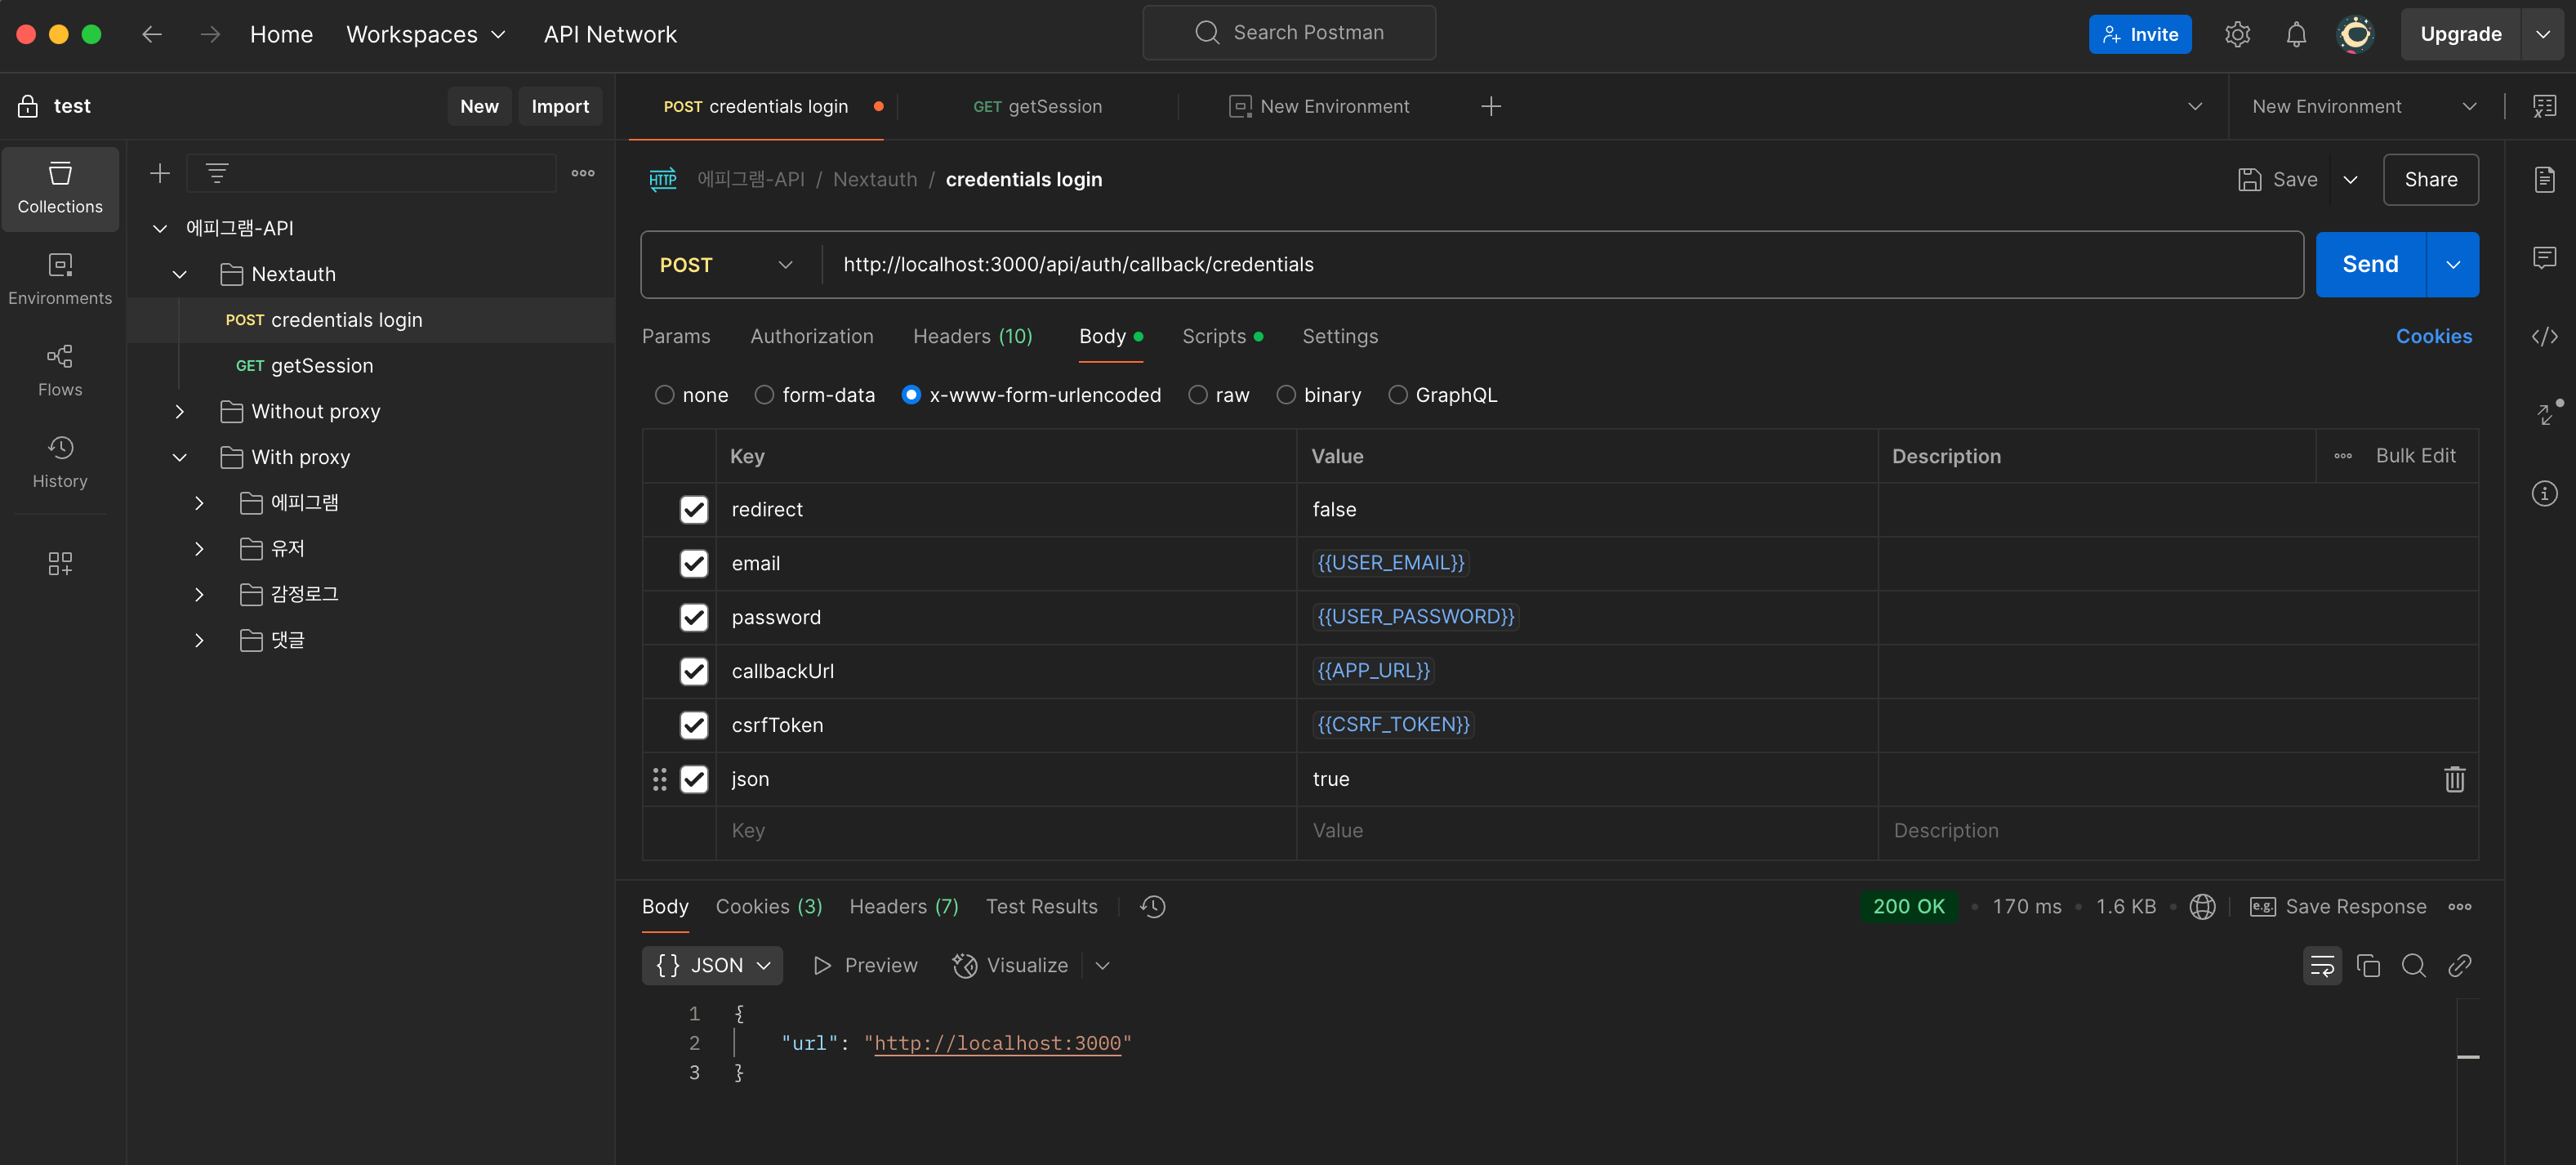 Home Workspaces API Network Search Postman Invite Upgrade
test New Import POST credentials login GET getSession New Environment New Environment
Collections
Environments
Flows
History
에피그램-API
Nextauth
POST credentials login
GET getSession
Without proxy
With proxy
에피그램
유저
감정로그
댓글
HTTP 에피그램-API / Nextauth / credentials login Save Share
POST http://localhost:3000/api/auth/callback/credentials Send
Params Authorization Headers (10) Body Scripts Settings Cookies
none form-data x-www-form-urlencoded raw binary GraphQL
Key Value Description Bulk Edit
redirect false
email {{USER_EMAIL}}
password {{USER_PASSWORD}}
callbackUrl {{APP_URL}}
csrfToken {{CSRF_TOKEN}}
json true
Key Value Description
Body Cookies (3) Headers (7) Test Results 200 OK • 170 ms • 1.6 KB • e.g. Save Response
{} JSON Preview Visualize
1 {
2 "url": "http://localhost:3000"
3 }